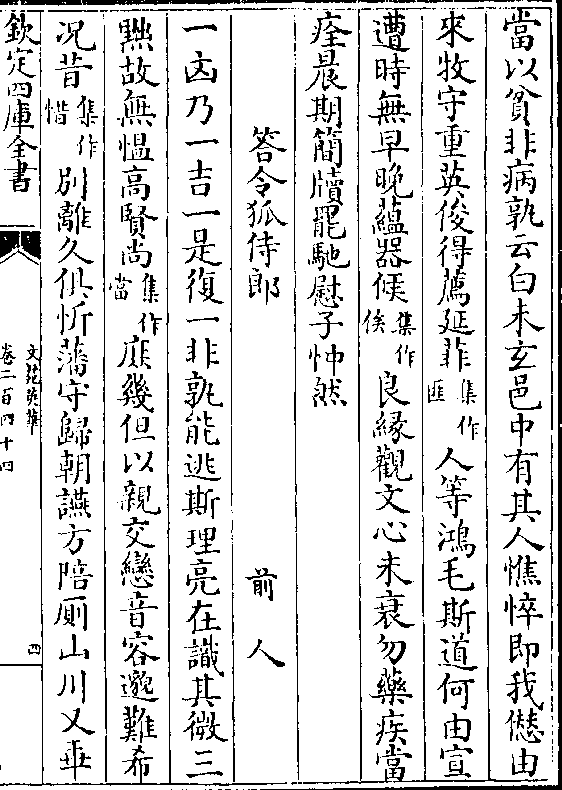 當以貧非病孰云白未玄邑中有其人憔悴即我𠎝由
來牧守重英俊得薦延菲集作匪人等鴻毛斯道何由宣
遭時無早晚蘊器候集作俟良緣觀文心未衰勿藥疾當
痊晨期簡牘罷馳慰子忡然
答令狐侍郎　前人
一凶乃一吉一是復一非孰能逃斯理亮在識其微三
黜故無愠高賢尚集作當庶幾但以親交戀音容邈難希
况昔集作惜別離久俱忻藩守歸朝讌方陪厠山川又乖
欽定四庫全書
文苑英華
卷二百四十四
四